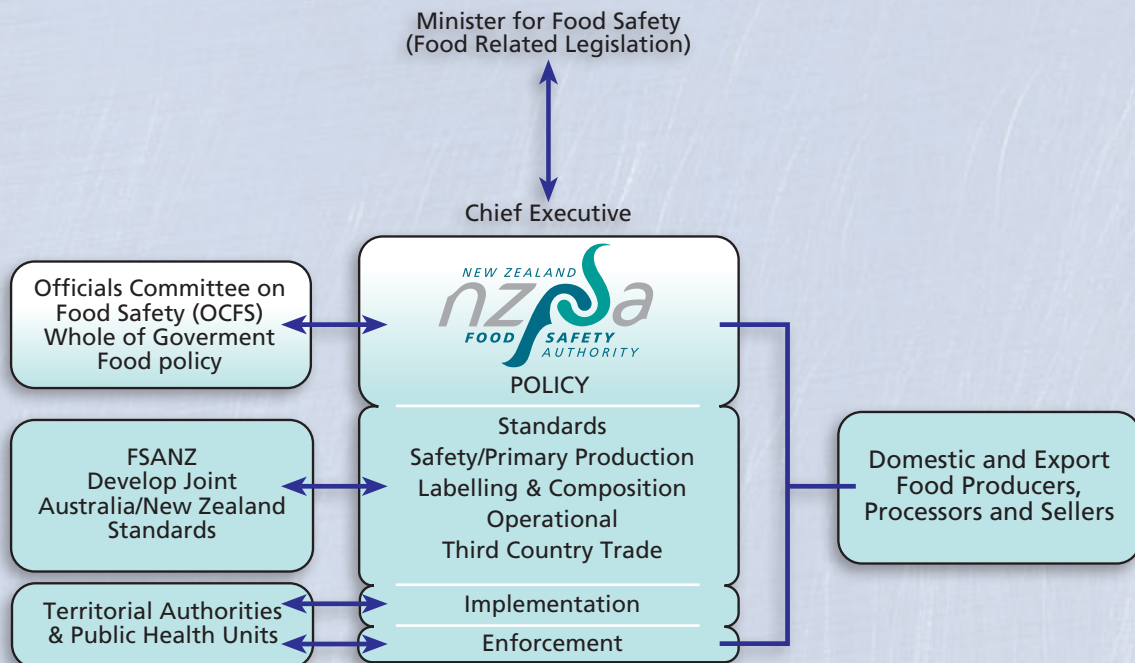 Minister for Food Safety
(Food Related Legislation)
Chief Executive
NEW ZEALAND
nzfsa
FOOD SAFETY
AUTHORITY
POLICY
Officials Committee on
Food Safety (OCFS)
Whole of Goverment
Food policy
FSANZ
Develop Joint
Australia/New Zealand
Standards
Standards
Safety/Primary Production
Labelling & Composition
Operational
Third Country Trade
Domestic and Export
Food Producers,
Processors and Sellers
Territorial Authorities
& Public Health Units
Implementation
Enforcement